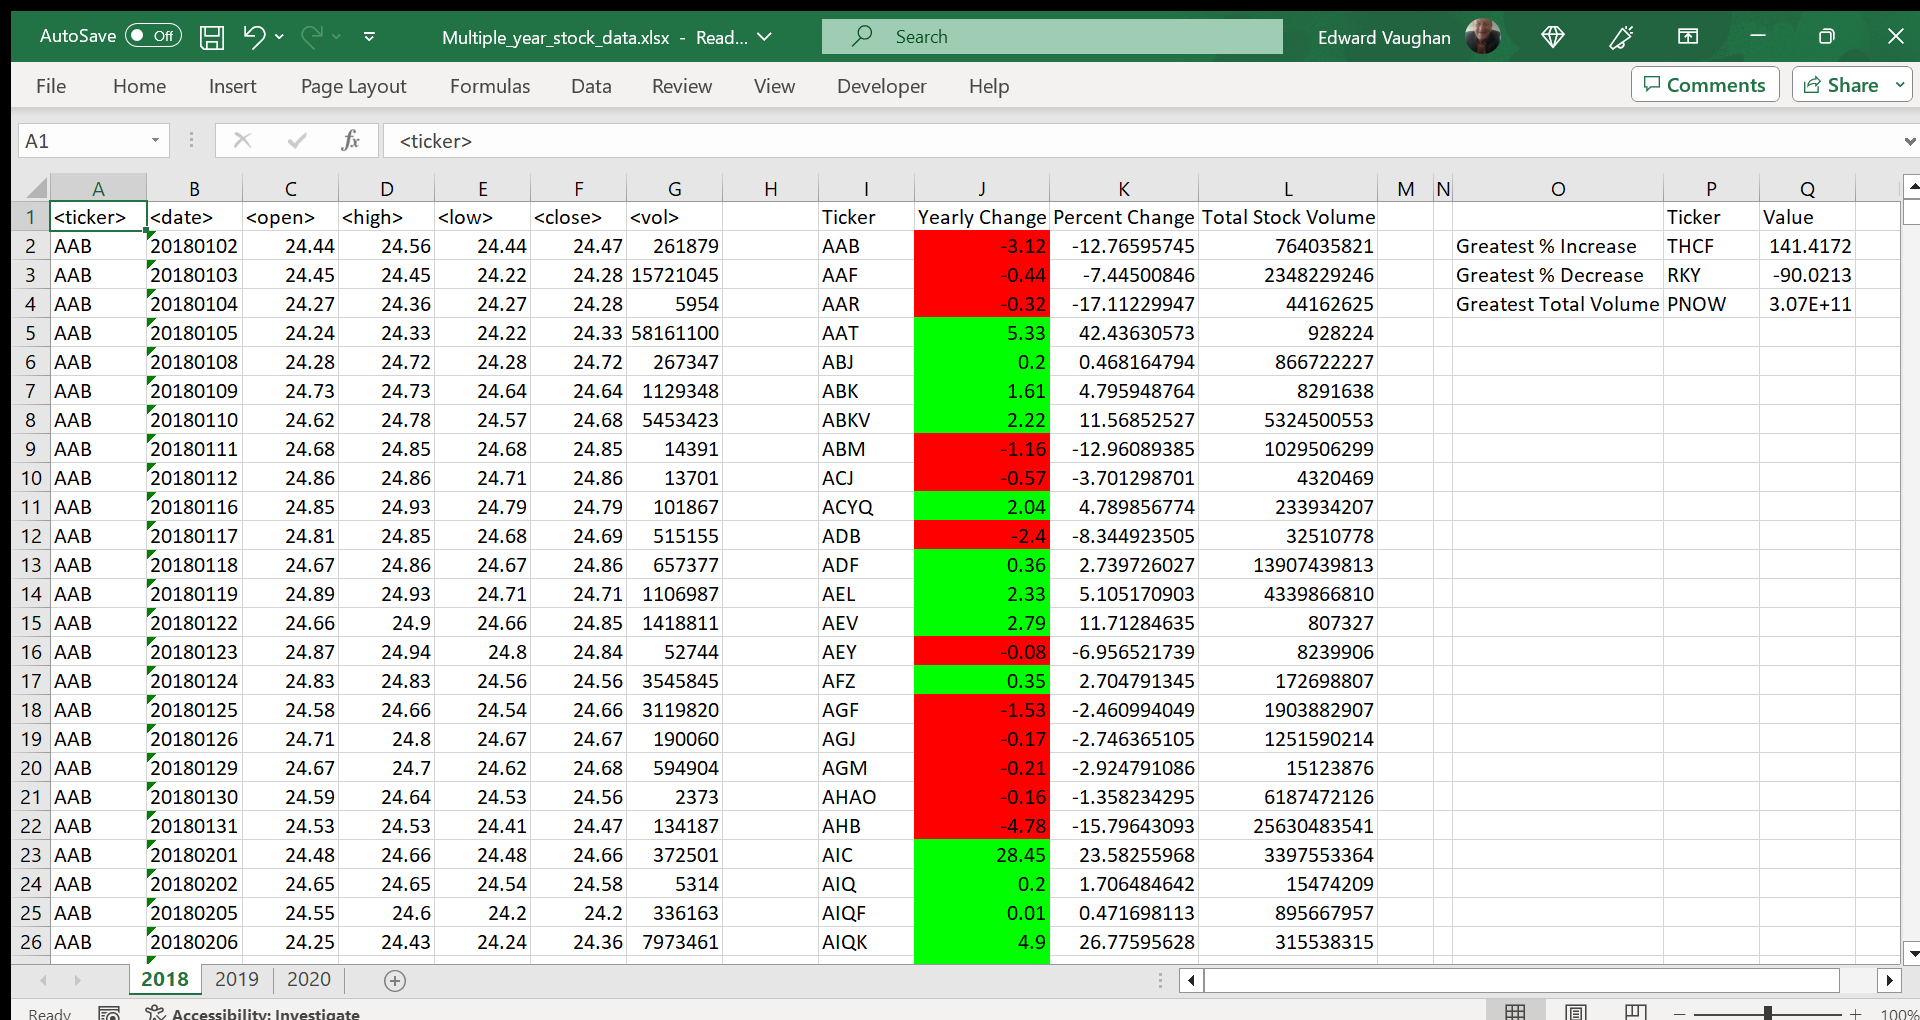 AutoSave Off Multiple_year_stock_data.xlsx - Read... Search Edward Vaughan
File Home Insert Page Layout Formulas Data Review View Developer Help Comments Share
A1 fx <ticker>
A B C D E F G H I J K L M N O P Q
1 <ticker> <date> <open> <high> <low> <close> <vol> Ticker Yearly Change Percent Change Total Stock Volume Ticker Value
2 AAB 20180102 24.44 24.56 24.44 24.47 261879 AAB -3.12 -12.76595745 764035821 Greatest % Increase THCF 141.4172
3 AAB 20180103 24.45 24.45 24.22 24.28 15721045 AAF -0.44 -7.44500846 2348229246 Greatest % Decrease RKY -90.0213
4 AAB 20180104 24.27 24.36 24.27 24.28 5954 AAR -0.32 -17.11229947 44162625 Greatest Total Volume PNOW 3.07E+11
5 AAB 20180105 24.24 24.33 24.22 24.33 58161100 AAT 5.33 42.43630573 928224
6 AAB 20180108 24.28 24.72 24.28 24.72 267347 ABJ 0.2 0.468164794 866722227
7 AAB 20180109 24.73 24.73 24.64 24.64 1129348 ABK 1.61 4.795948764 8291638
8 AAB 20180110 24.62 24.78 24.57 24.68 5453423 ABKV 2.22 11.56852527 5324500553
9 AAB 20180111 24.68 24.85 24.68 24.85 14391 ABM -1.16 -12.96089385 1029506299
10 AAB 20180112 24.86 24.86 24.71 24.86 13701 ACJ -0.57 -3.701298701 4320469
11 AAB 20180116 24.85 24.93 24.79 24.79 101867 ACYQ 2.04 4.789856774 233934207
12 AAB 20180117 24.81 24.85 24.68 24.69 515155 ADB -2.4 -8.344923505 32510778
13 AAB 20180118 24.67 24.86 24.67 24.86 657377 ADF 0.36 2.739726027 13907439813
14 AAB 20180119 24.89 24.93 24.71 24.71 1106987 AEL 2.33 5.105170903 4339866810
15 AAB 20180122 24.66 24.9 24.66 24.85 1418811 AEV 2.79 11.71284635 807327
16 AAB 20180123 24.87 24.94 24.8 24.84 52744 AEY -0.08 -6.956521739 8239906
17 AAB 20180124 24.83 24.83 24.56 24.56 3545845 AFZ 0.35 2.704791345 172698807
18 AAB 20180125 24.58 24.66 24.54 24.66 3119820 AGF -1.53 -2.460994049 1903882907
19 AAB 20180126 24.71 24.8 24.67 24.67 190060 AGJ -0.17 -2.746365105 1251590214
20 AAB 20180129 24.67 24.7 24.62 24.68 594904 AGM -0.21 -2.924791086 15123876
21 AAB 20180130 24.59 24.64 24.53 24.56 2373 AHAO -0.16 -1.358234295 6187472126
22 AAB 20180131 24.53 24.53 24.41 24.47 134187 AHB -4.78 -15.79643093 25630483541
23 AAB 20180201 24.48 24.66 24.48 24.66 372501 AIC 28.45 23.58255968 3397553364
24 AAB 20180202 24.65 24.65 24.54 24.58 5314 AIQ 0.2 1.706484642 15474209
25 AAB 20180205 24.55 24.6 24.2 24.2 336163 AIQF 0.01 0.471698113 895667957
26 AAB 20180206 24.25 24.43 24.24 24.36 7973461 AIQK 4.9 26.77595628 315538315
2018 2019 2020
Ready Accessibility: Investigate 100%